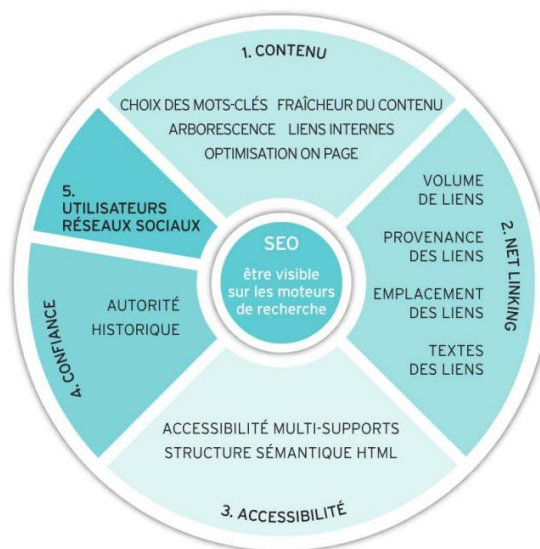 1. CONTENU
CHOIX DES MOTS-CLÉS FRAÎCHEUR DU CONTENU
ARBORESCENCE LIENS INTERNES
OPTIMISATION ON PAGE
2. NET LINKING
VOLUME
DE LIENS
PROVENANCE
DES LIENS
EMPLACEMENT
DES LIENS
TEXTES
DES LIENS
3. ACCESSIBILITÉ
ACCESSIBILITÉ MULTI-SUPPORTS
STRUCTURE SÉMANTIQUE HTML
4. CONFIANCE
AUTORITÉ
HISTORIQUE
5.
UTILISATEURS
RÉSEAUX SOCIAUX
SEO
être visible
sur les moteurs
de recherche